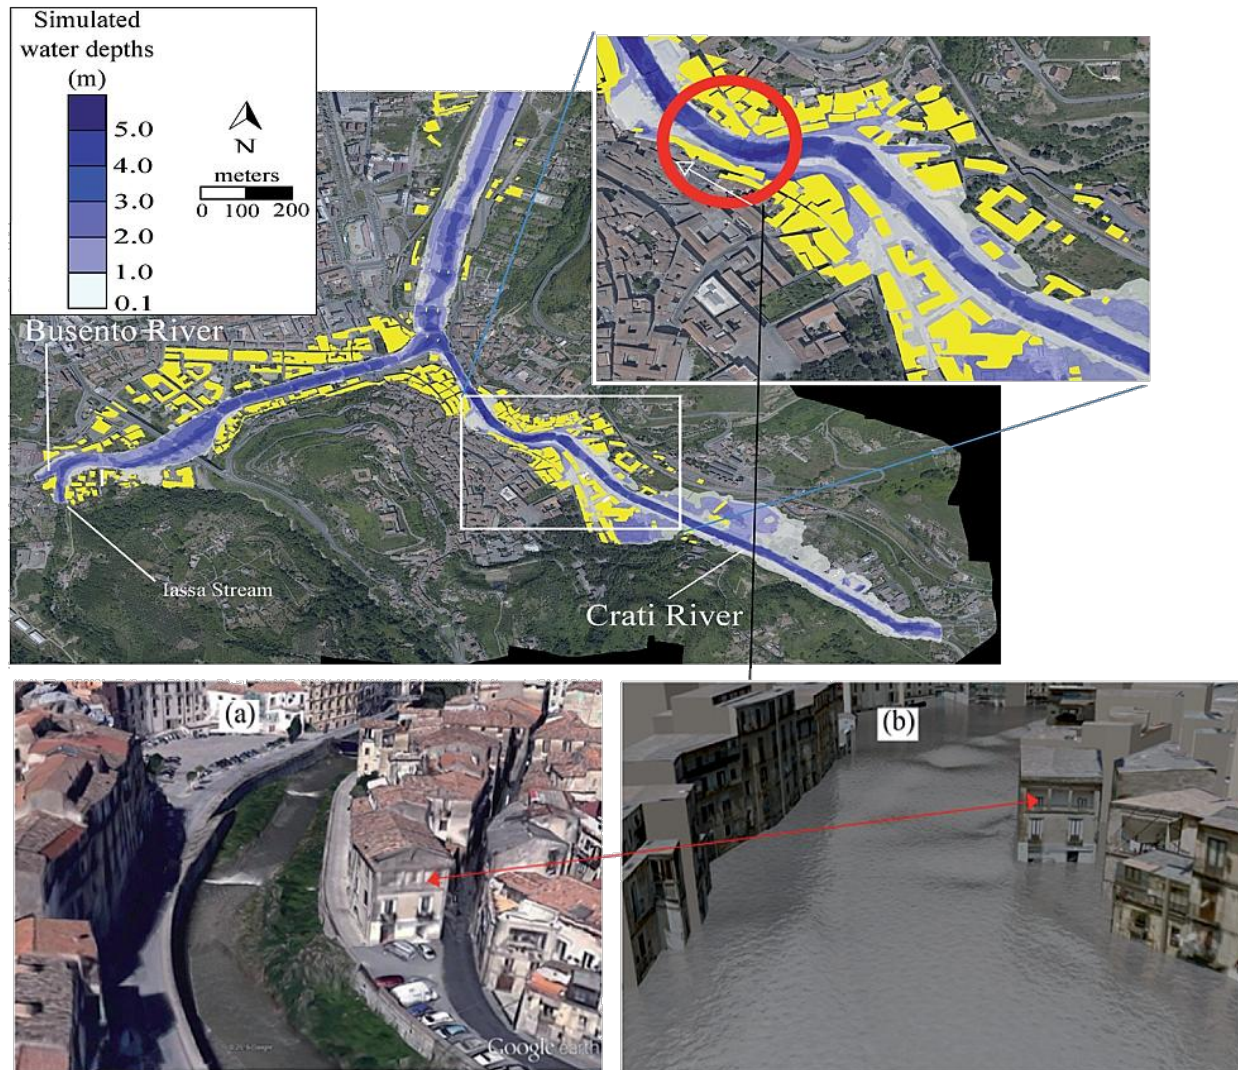 Simulated
water depths
(m)
5.0
4.0
3.0
2.0
1.0
0.1
N
meters
0 100 200
Busento River
Iassa Stream
Crati River
(a)
(b)
Google earth